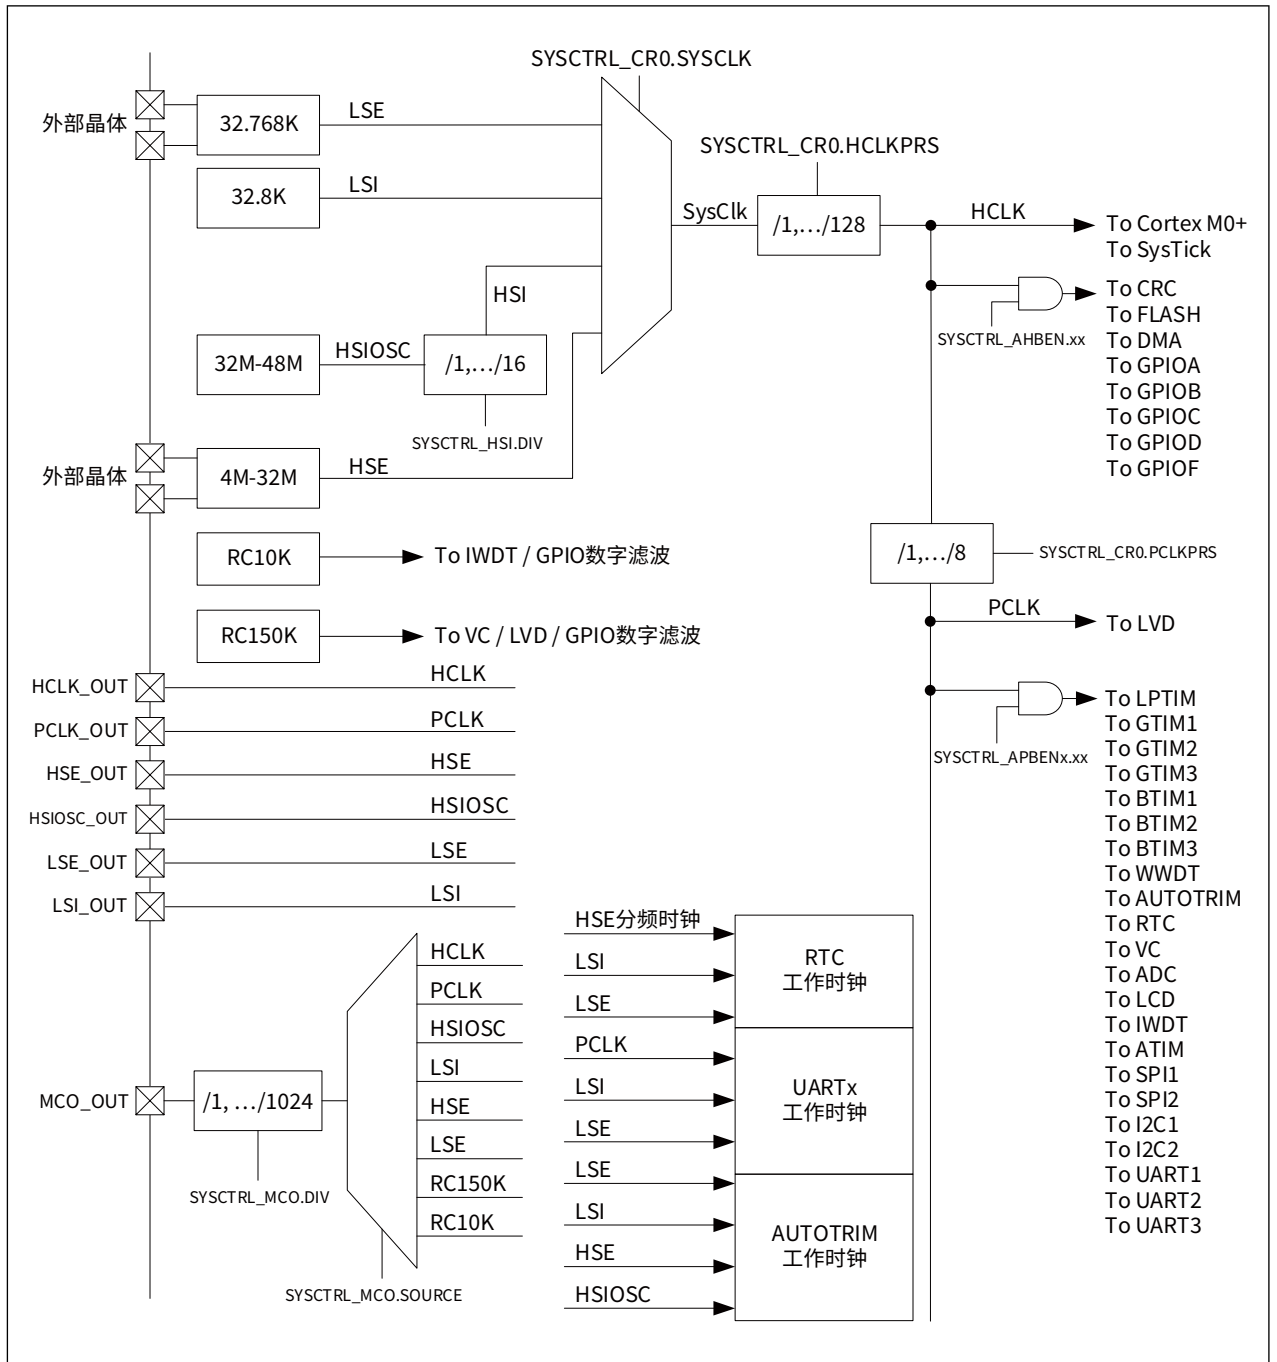 SYSCTRL_CR0.SYSCLK
外部晶体
32.768K
LSE
32.8K
LSI
SYSCTRL_CR0.HCLKPRS
SysClk
/1,.../128
HCLK
To Cortex M0+
To SysTick
HSI
32M-48M
HSIOSC
/1,.../16
SYSCTRL_HSI.DIV
SYSCTRL_AHBEN.xx
To CRC
To FLASH
To DMA
To GPIOA
To GPIOB
To GPIOC
To GPIOD
To GPIOF
外部晶体
4M-32M
HSE
RC10K
To IWDT / GPIO数字滤波
/1,.../8
SYSCTRL_CR0.PCLKPRS
RC150K
To VC / LVD / GPIO数字滤波
PCLK
To LVD
HCLK_OUT
HCLK
PCLK_OUT
PCLK
HSE_OUT
HSE
HSIOSC_OUT
HSIOSC
LSE_OUT
LSE
LSI_OUT
LSI
SYSCTRL_APBENx.xx
To LPTIM
To GTIM1
To GTIM2
To GTIM3
To BTIM1
To BTIM2
To BTIM3
To WWDT
To AUTOTRIM
To RTC
To VC
To ADC
To LCD
To IWDT
To ATIM
To SPI1
To SPI2
To I2C1
To I2C2
To UART1
To UART2
To UART3
MCO_OUT
/1, .../1024
SYSCTRL_MCO.DIV
HCLK
PCLK
HSIOSC
LSI
HSE
LSE
RC150K
RC10K
SYSCTRL_MCO.SOURCE
HSE分频时钟
LSI
LSE
RTC
工作时钟
PCLK
LSI
LSE
UARTx
工作时钟
LSE
LSI
HSE
HSIOSC
AUTOTRIM
工作时钟